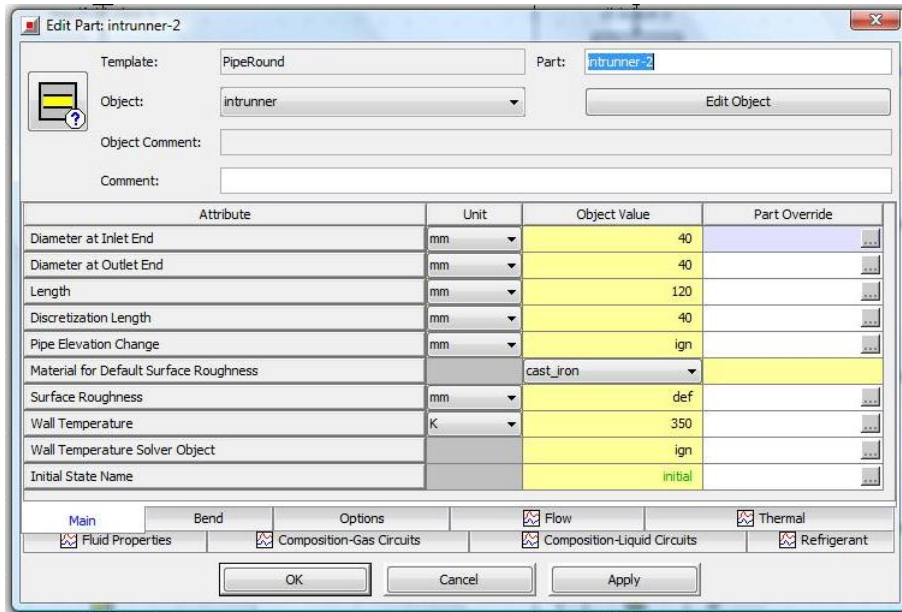 Edit Part: intrunner-2
Template: PipeRound Part: intrunner-2
Object: intrunner Edit Object
Object Comment:
Comment:
Attribute Unit Object Value Part Override
Diameter at Inlet End mm 40 ...
Diameter at Outlet End mm 40 ...
Length mm 120 ...
Discretization Length mm 40 ...
Pipe Elevation Change mm ign ...
Material for Default Surface Roughness cast_iron
Surface Roughness mm def ...
Wall Temperature K 350 ...
Wall Temperature Solver Object ign ...
Initial State Name initial ...
Main Bend Options Flow Thermal
Fluid Properties Composition-Gas Circuits Composition-Liquid Circuits Refrigerant
OK Cancel Apply